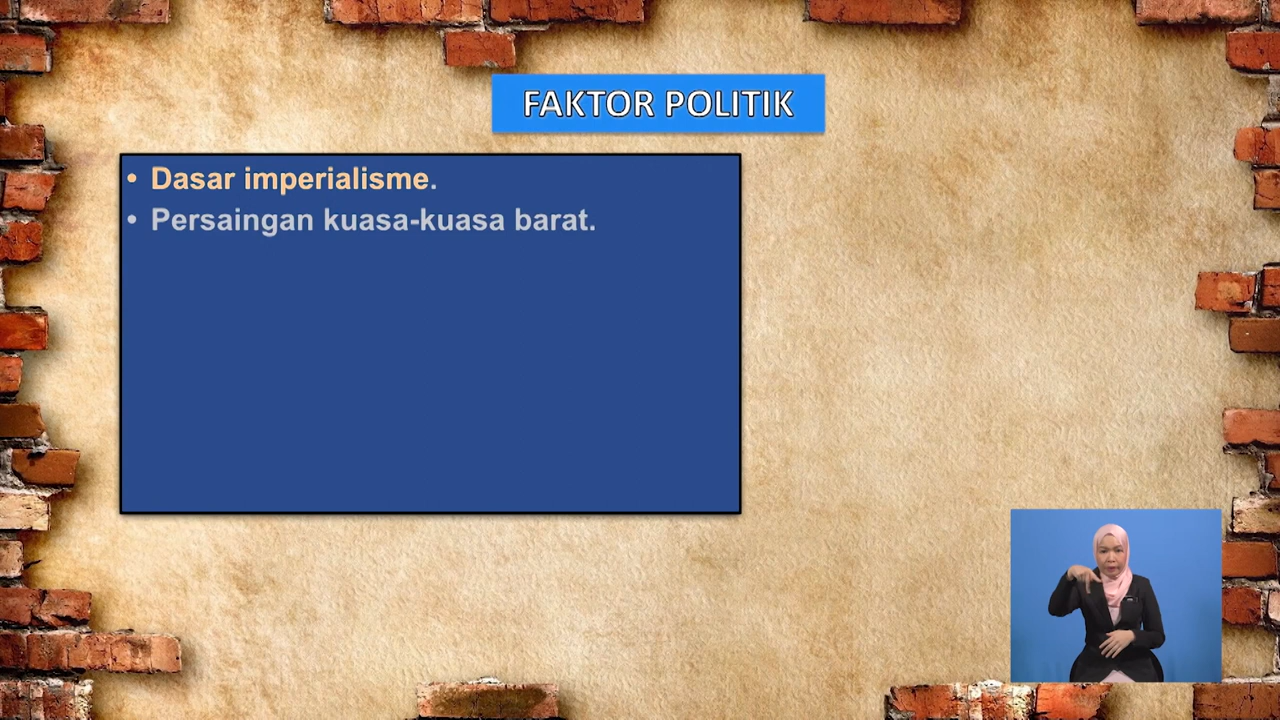 FAKTOR POLITIK
• Dasar imperialisme.
• Persaingan kuasa-kuasa barat.